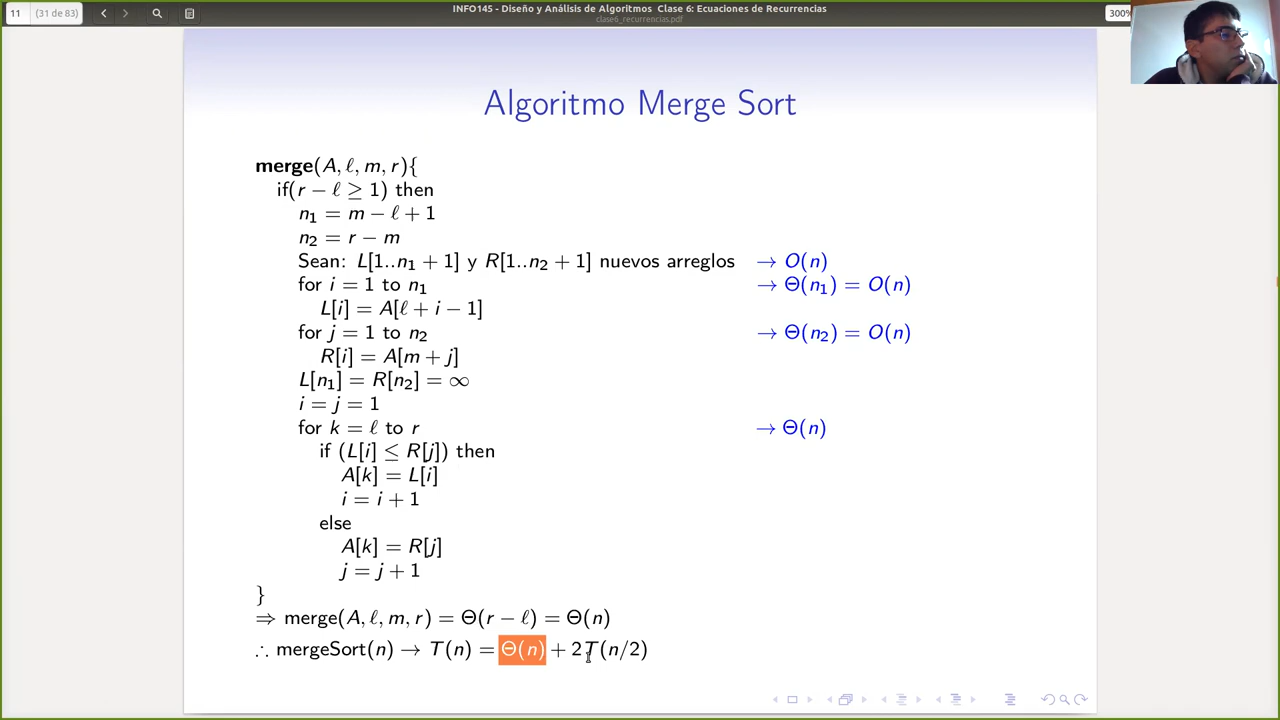 11 (31 de 83) INFO145 - Diseño y Análisis de Algoritmos Clase 6: Ecuaciones de Recurrencias 300%
clase6_recurrencias.pdf
Algoritmo Merge Sort
merge(A, ℓ, m, r){
if(r − ℓ ≥ 1) then
n₁ = m − ℓ + 1
n₂ = r − m
Sean: L[1..n₁ + 1] y R[1..n₂ + 1] nuevos arreglos → O(n)
for i = 1 to n₁ → Θ(n₁) = O(n)
L[i] = A[ℓ + i − 1]
for j = 1 to n₂ → Θ(n₂) = O(n)
R[i] = A[m + j]
L[n₁] = R[n₂] = ∞
i = j = 1
for k = ℓ to r → Θ(n)
if (L[i] ≤ R[j]) then
A[k] = L[i]
i = i + 1
else
A[k] = R[j]
j = j + 1
}
⇒ merge(A, ℓ, m, r) = Θ(r − ℓ) = Θ(n)
∴ mergeSort(n) → T(n) = Θ(n) + 2T(n/2)